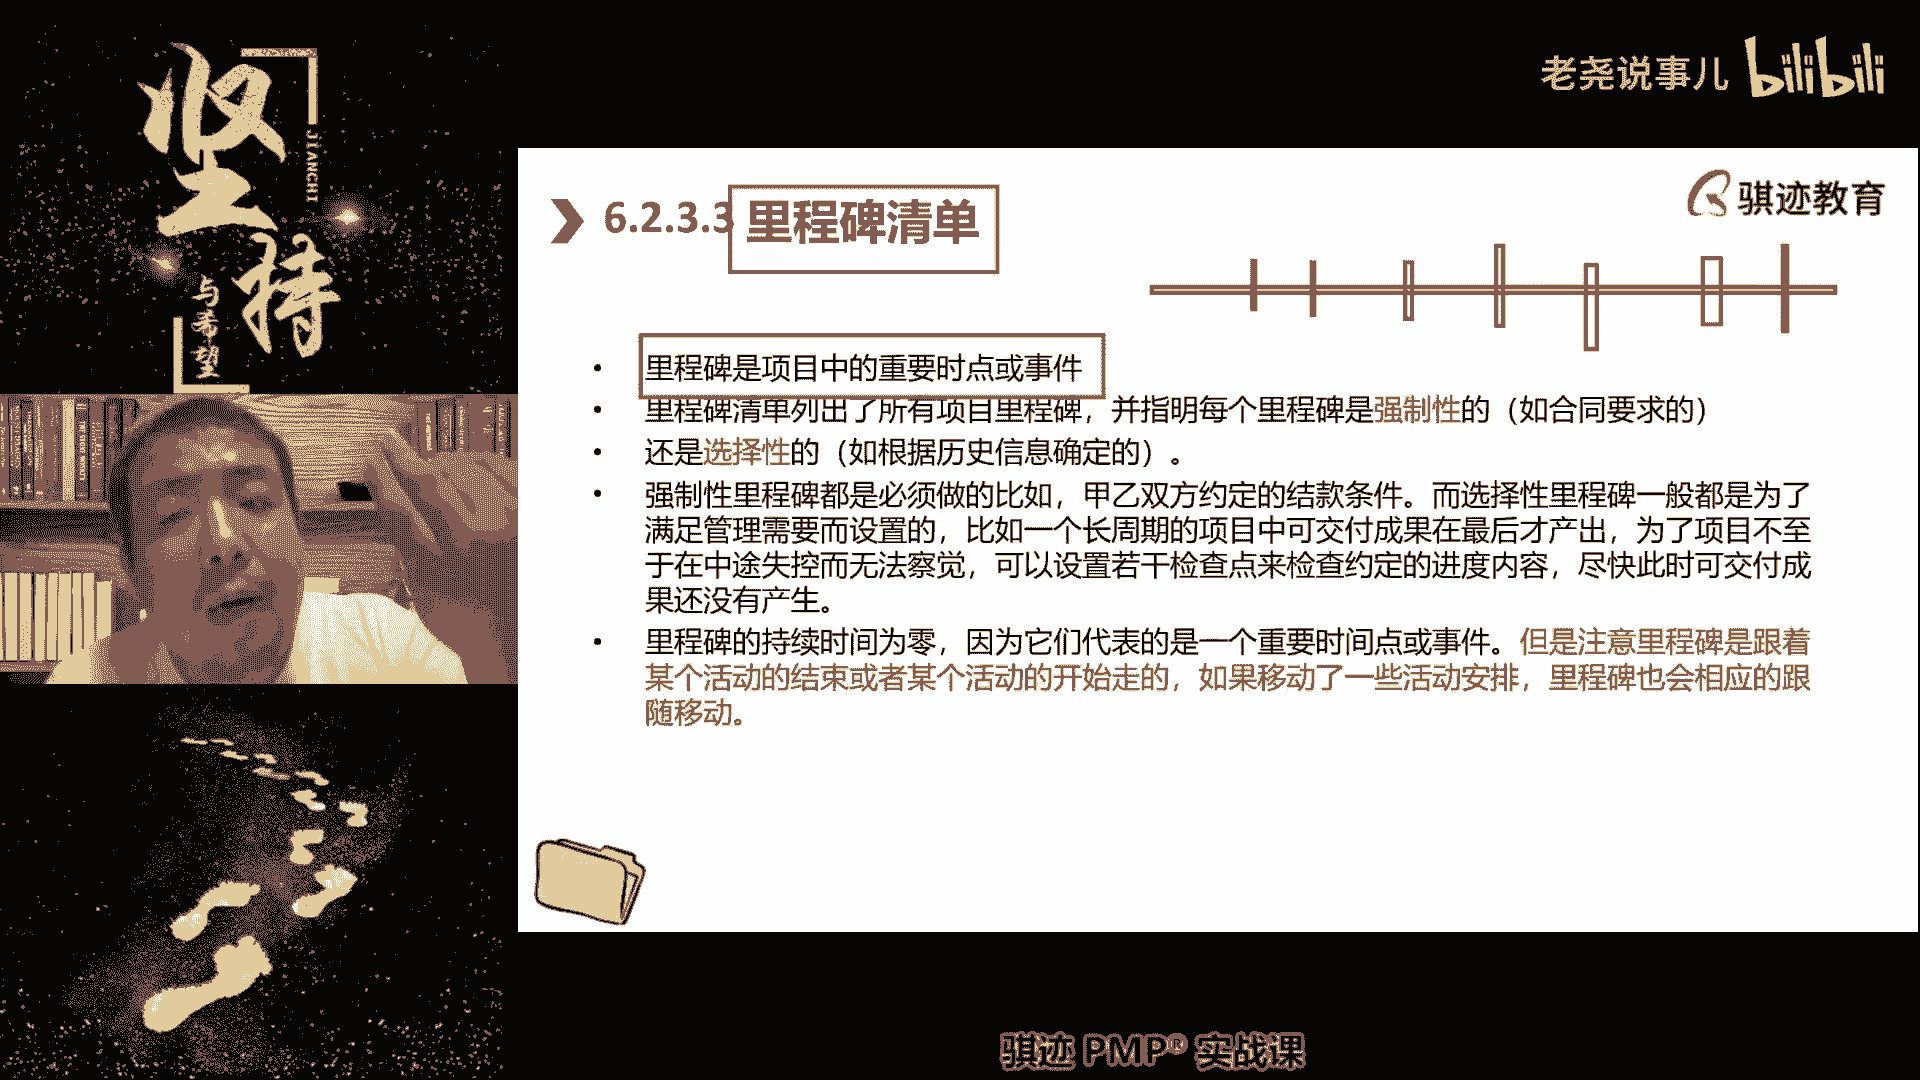 坚持
JIANCHI
与希望
老尧说事儿 bilibili
骐迹教育
6.2.3.3 里程碑清单
• 里程碑是项目中的重要时点或事件
• 里程碑清单列出了所有项目里程碑，并指明每个里程碑是强制性的（如合同要求的）
• 还是选择性的（如根据历史信息确定的）。
• 强制性里程碑都是必须做的比如，甲乙双方约定的结款条件。而选择性里程碑一般都是为了
满足管理需要而设置的，比如一个长周期的项目中可交付成果在最后才产出，为了项目不至
于在中途失控而无法察觉，可以设置若干检查点来检查约定的进度内容，尽快此时可交付成
果还没有产生。
• 里程碑的持续时间为零，因为它们代表的是一个重要时间点或事件。但是注意里程碑是跟着
某个活动的结束或者某个活动的开始走的，如果移动了一些活动安排，里程碑也会相应的跟
随移动。
骐迹 PMP® 实战课